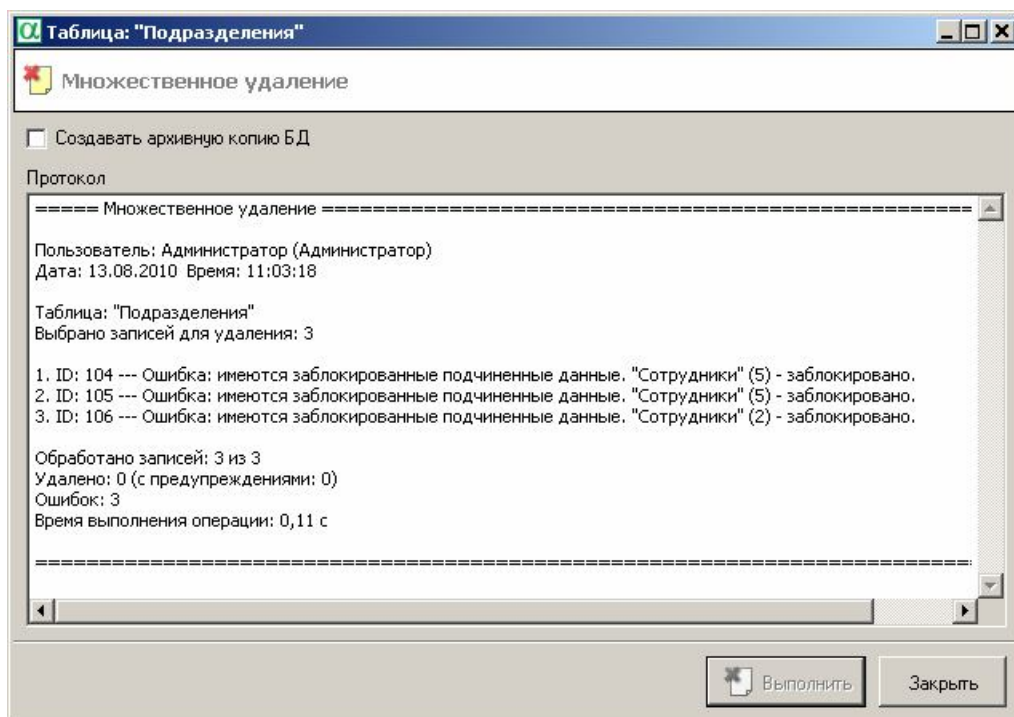 Таблица: "Подразделения"
Множественное удаление
Создавать архивную копию БД
Протокол
===== Множественное удаление ===================================================
Пользователь: Администратор (Администратор)
Дата: 13.08.2010 Время: 11:03:18
Таблица: "Подразделения"
Выбрано записей для удаления: 3
1. ID: 104 --- Ошибка: имеются заблокированные подчиненные данные. "Сотрудники" (5) - заблокировано.
2. ID: 105 --- Ошибка: имеются заблокированные подчиненные данные. "Сотрудники" (5) - заблокировано.
3. ID: 106 --- Ошибка: имеются заблокированные подчиненные данные. "Сотрудники" (2) - заблокировано.
Обработано записей: 3 из 3
Удалено: 0 (с предупреждениями: 0)
Ошибок: 3
Время выполнения операции: 0,11 с
==========================================================================
Выполнить
Закрыть